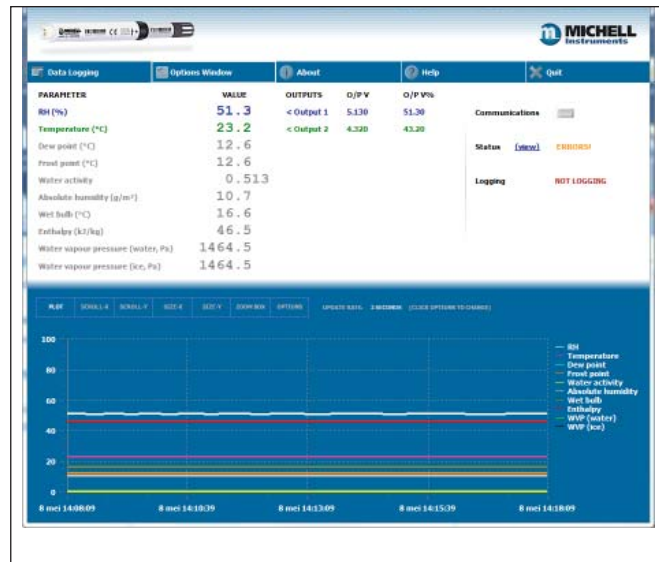 MICHELL
Instruments
Data Logging Options Window About Help Quit
PARAMETER VALUE OUTPUTS O/P V O/P V%
RH (%) 51.3 < Output 1 5.130 51.30
Communications
Temperature (°C) 23.2 < Output 2 4.320 43.20
Dew point (°C) 12.6
Status (view) ERRORS!
Frost point (°C) 12.6
Water activity 0.513
Logging NOT LOGGING
Absolute humidity (g/m³) 10.7
Wet bulb (°C) 16.6
Enthalpy (kJ/kg) 46.5
Water vapour pressure (water, Pa) 1464.5
Water vapour pressure (ice, Pa) 1464.5
PLOT SCROLL-X SCROLL-Y SIZE-X SIZE-Y ZOOM BOX OPTIONS UPDATE RATE: 3 SECONDS (CLICK OPTIONS TO CHANGE)
100
80
60
40
20
0
RH
Temperature
Dew point
Frost point
Water activity
Absolute humidity
Wet bulb
Enthalpy
WVP (water)
WVP (ice)
8 mei 14:08:09 8 mei 14:10:39 8 mei 14:13:09 8 mei 14:15:39 8 mei 14:18:09